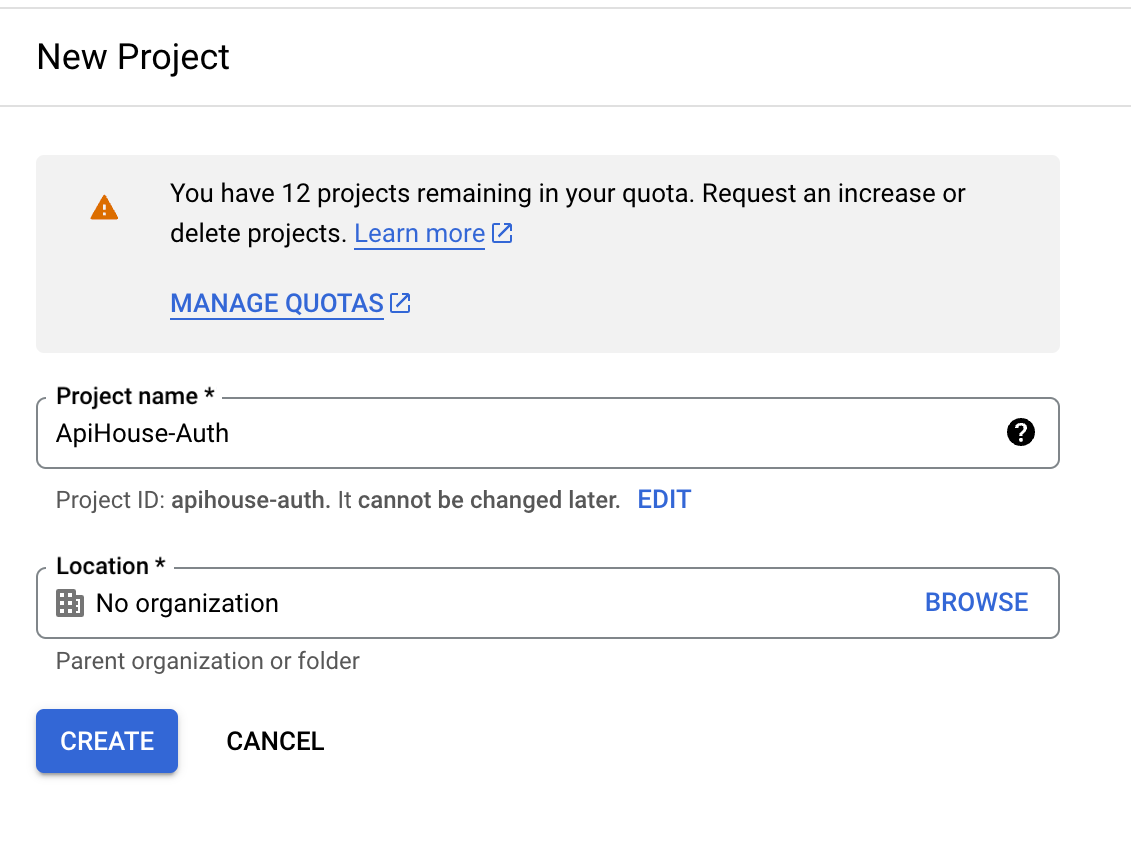 New Project
You have 12 projects remaining in your quota. Request an increase or
delete projects. Learn more
MANAGE QUOTAS
Project name *
ApiHouse-Auth
Project ID: apihouse-auth. It cannot be changed later. EDIT
Location *
No organization BROWSE
Parent organization or folder
CREATE CANCEL